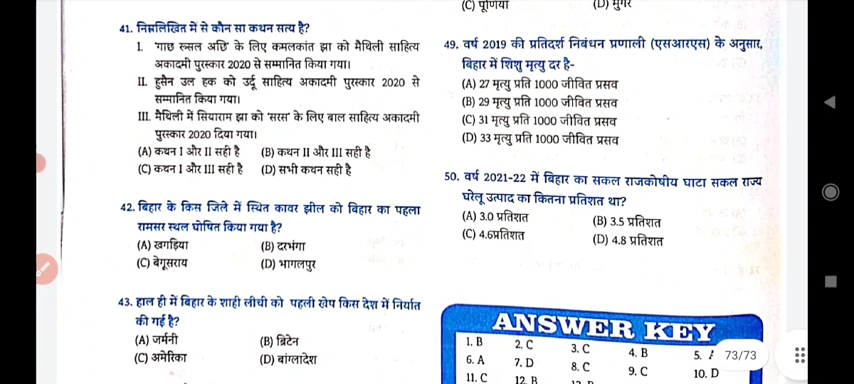 41. निम्नलिखित में से कौन सा कथन सत्य है?
I. 'गाछ रूसल अछि' के लिए कमलकांत झा को मैथिली साहित्य
अकादमी पुरस्कार 2020 से सम्मानित किया गया।
II. हुसैन उल हक को उर्दू साहित्य अकादमी पुरस्कार 2020 से
सम्मानित किया गया।
III. मैथिली में सियाराम झा को 'सरस' के लिए बाल साहित्य अकादमी
पुरस्कार 2020 दिया गया।
(A) कथन I और II सही है (B) कथन II और III सही है
(C) कथन I और III सही है (D) सभी कथन सही है
42. बिहार के किस जिले में स्थित कावर झील को बिहार का पहला
रामसर स्थल घोषित किया गया है?
(A) खगड़िया (B) दरभंगा
(C) बेगूसराय (D) भागलपुर
43. हाल ही में बिहार के शाही लीची को पहली खेप किस देश में निर्यात
की गई है?
(A) जर्मनी (B) ब्रिटेन
(C) अमेरिका (D) बांग्लादेश
(C) पूर्णिया (D) मुंगेर
49. वर्ष 2019 की प्रतिदर्श निबंधन प्रणाली (एसआरएस) के अनुसार,
बिहार में शिशु मृत्यु दर है-
(A) 27 मृत्यु प्रति 1000 जीवित प्रसव
(B) 29 मृत्यु प्रति 1000 जीवित प्रसव
(C) 31 मृत्यु प्रति 1000 जीवित प्रसव
(D) 33 मृत्यु प्रति 1000 जीवित प्रसव
50. वर्ष 2021-22 में बिहार का सकल राजकोषीय घाटा सकल राज्य
घरेलू उत्पाद का कितना प्रतिशत था?
(A) 3.0 प्रतिशत (B) 3.5 प्रतिशत
(C) 4.6प्रतिशत (D) 4.8 प्रतिशत
ANSWER KEY
1. B 2. C 3. C 4. B 5. 73/73
6. A 7. D 8. C 9. C 10. D
11. C 12. B